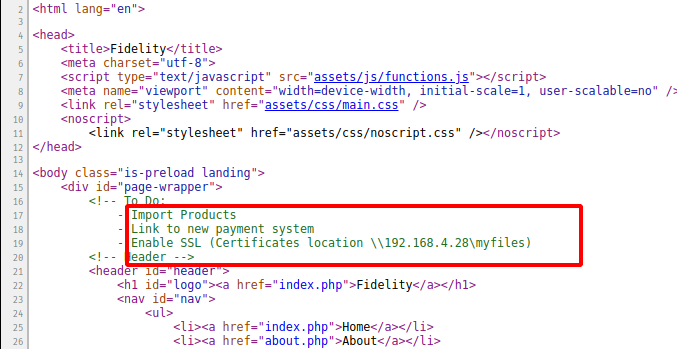 2 <html lang="en">
3
4 <head>
5 <title>Fidelity</title>
6 <meta charset="utf-8">
7 <script type="text/javascript" src="assets/js/functions.js"></script>
8 <meta name="viewport" content="width=device-width, initial-scale=1, user-scalable=no" />
9 <link rel="stylesheet" href="assets/css/main.css" />
10 <noscript>
11 <link rel="stylesheet" href="assets/css/noscript.css" /></noscript>
12 </head>
13
14 <body class="is-preload landing">
15 <div id="page-wrapper">
16 <!-- To Do:
17 - Import Products
18 - Link to new payment system
19 - Enable SSL (Certificates location \\192.168.4.28\myfiles)
20 <!-- Header -->
21 <header id="header">
22 <h1 id="logo"><a href="index.php">Fidelity</a></h1>
23 <nav id="nav">
24 <ul>
25 <li><a href="index.php">Home</a></li>
26 <li><a href="about.php">About</a></li>